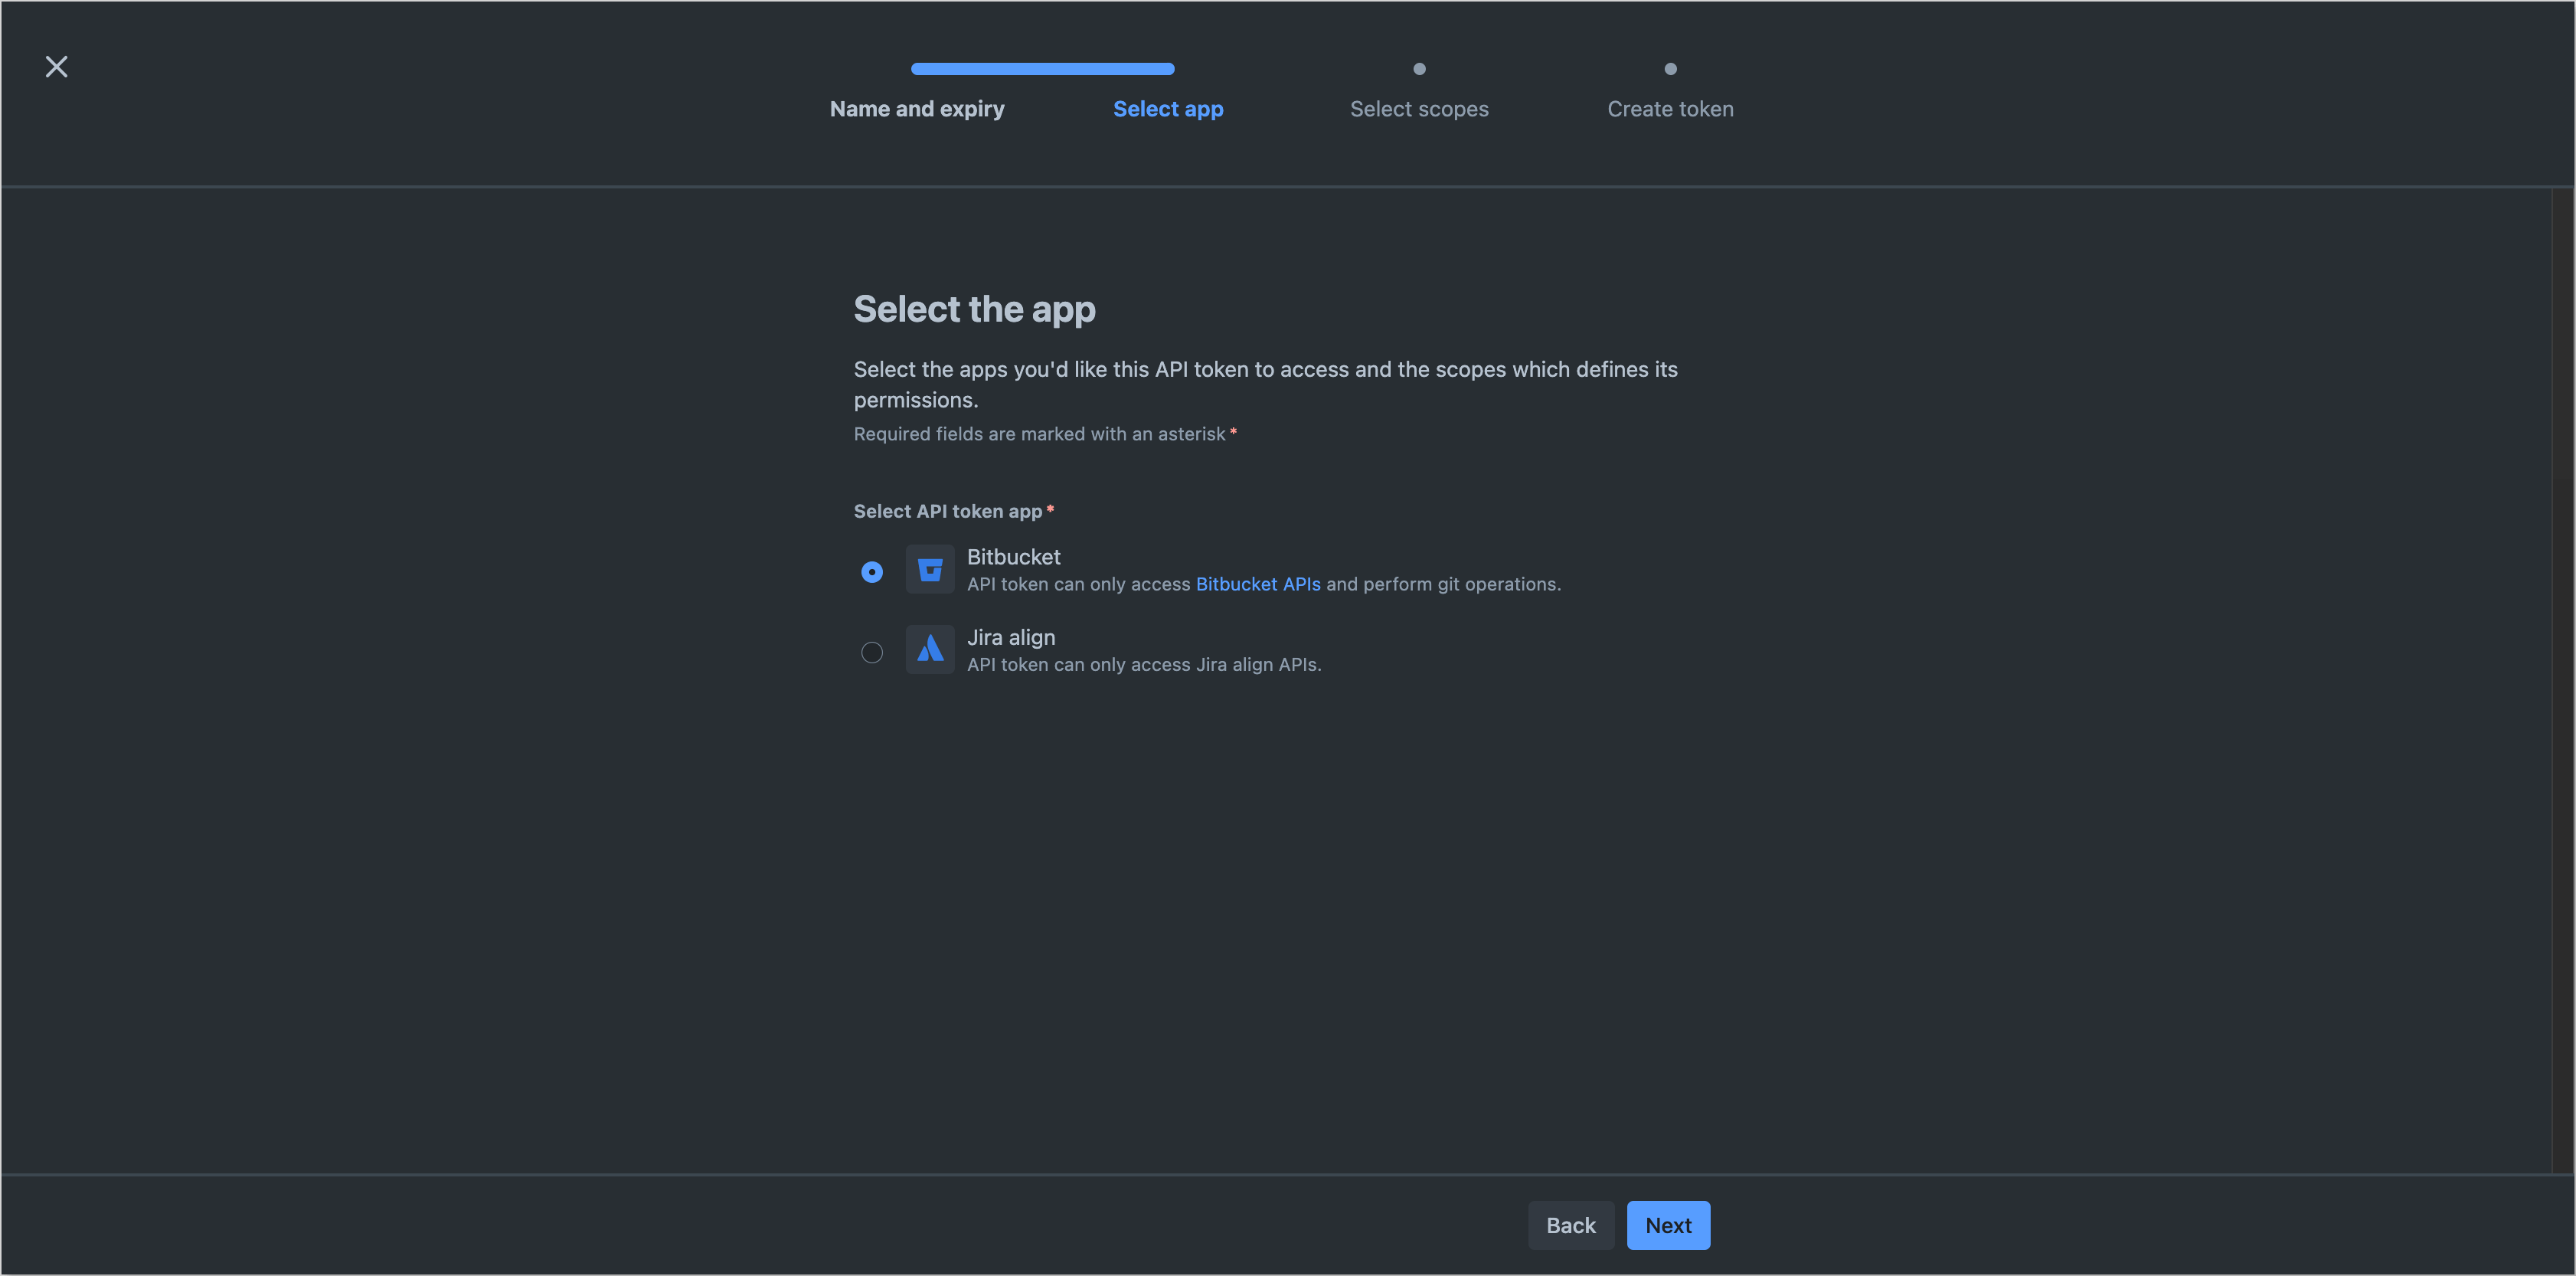 Name and expiry
Select app
Select scopes
Create token
Select the app
Select the apps you'd like this API token to access and the scopes which defines its
permissions.
Required fields are marked with an asterisk *
Select API token app *
Bitbucket
API token can only access Bitbucket APIs and perform git operations.
Jira align
API token can only access Jira align APIs.
Back
Next